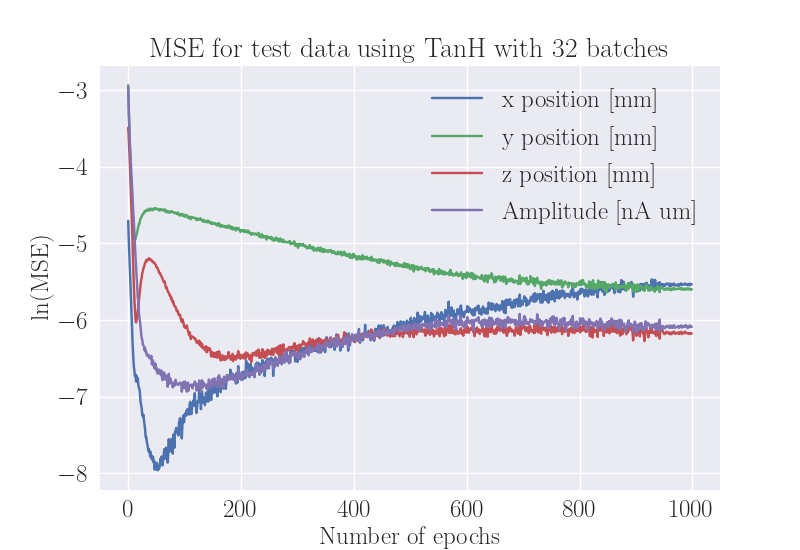 MSE for test data using TanH with 32 batches
x position [mm]
y position [mm]
z position [mm]
Amplitude [nA um]
ln(MSE)
−3
−4
−5
−6
−7
−8
0
200
400
600
800
1000
Number of epochs